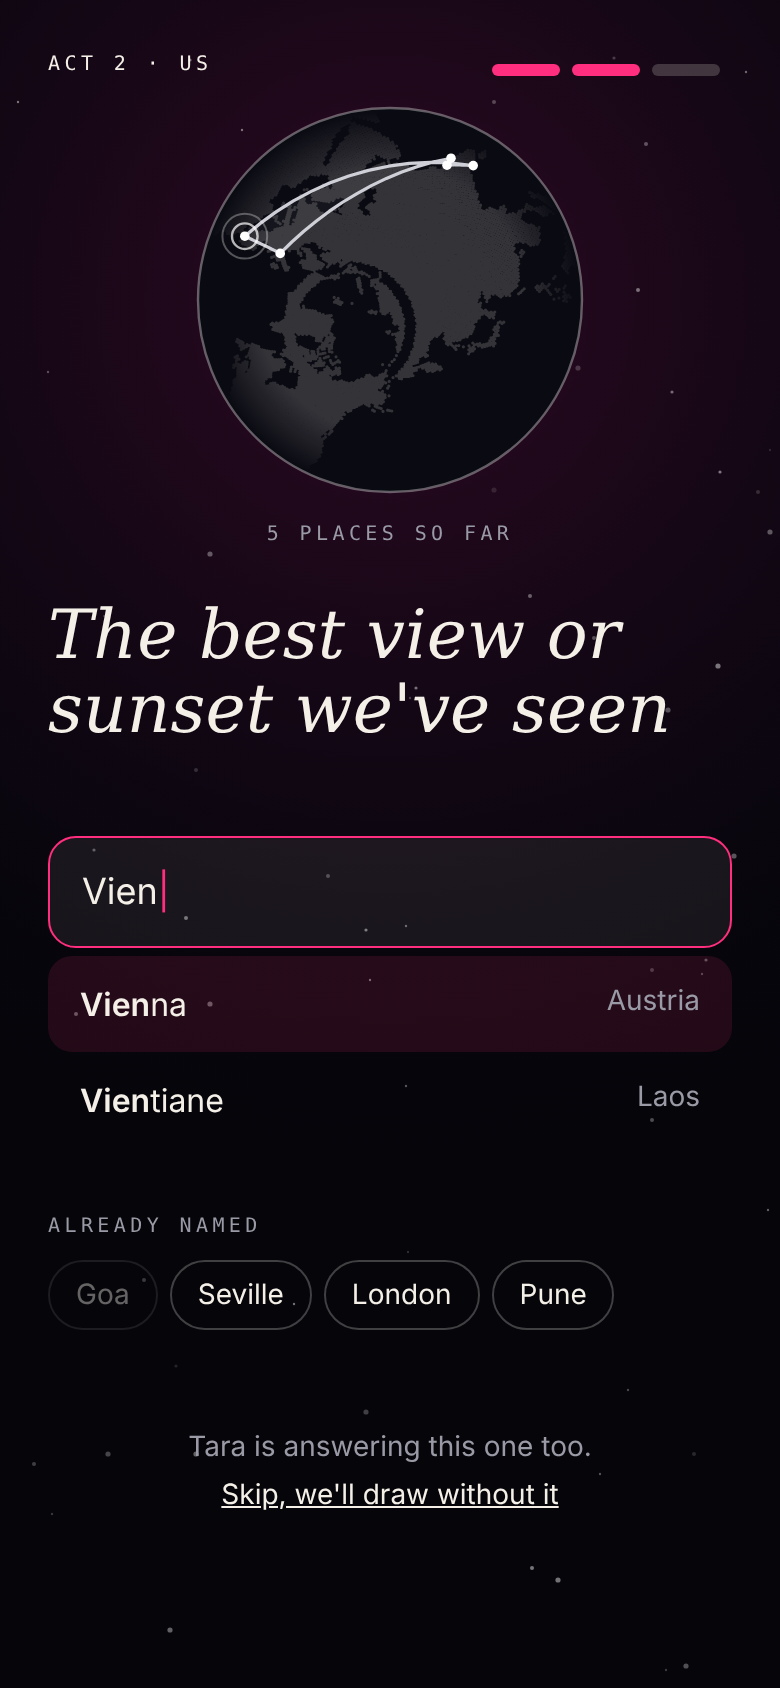 ACT 2 · US
5 PLACES SO FAR
The best view or
sunset we've seen
Vien
Vienna Austria
Vientiane Laos
ALREADY NAMED
Goa Seville London Pune
Tara is answering this one too.
Skip, we'll draw without it